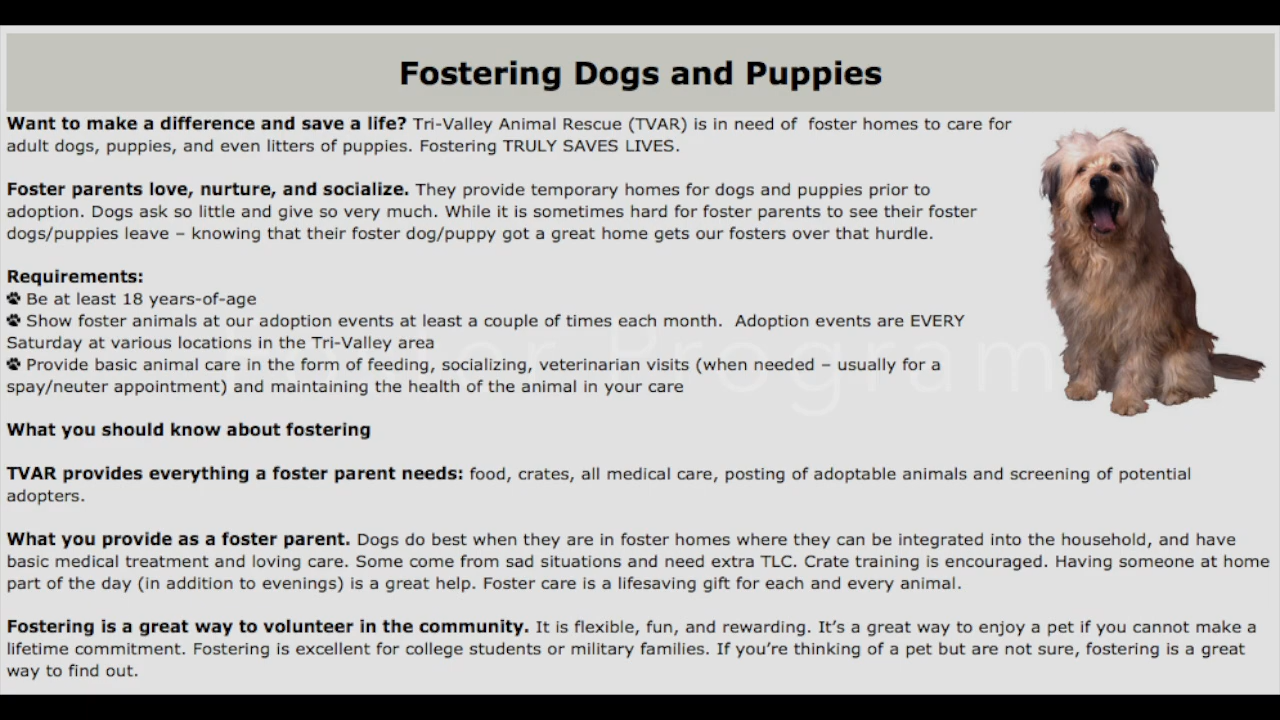 Fostering Dogs and Puppies
Want to make a difference and save a life? Tri-Valley Animal Rescue (TVAR) is in need of foster homes to care for
adult dogs, puppies, and even litters of puppies. Fostering TRULY SAVES LIVES.
Foster parents love, nurture, and socialize. They provide temporary homes for dogs and puppies prior to
adoption. Dogs ask so little and give so very much. While it is sometimes hard for foster parents to see their foster
dogs/puppies leave – knowing that their foster dog/puppy got a great home gets our fosters over that hurdle.
Requirements:
Be at least 18 years-of-age
Show foster animals at our adoption events at least a couple of times each month. Adoption events are EVERY
Saturday at various locations in the Tri-Valley area
Provide basic animal care in the form of feeding, socializing, veterinarian visits (when needed – usually for a
spay/neuter appointment) and maintaining the health of the animal in your care
What you should know about fostering
TVAR provides everything a foster parent needs: food, crates, all medical care, posting of adoptable animals and screening of potential
adopters.
What you provide as a foster parent. Dogs do best when they are in foster homes where they can be integrated into the household, and have
basic medical treatment and loving care. Some come from sad situations and need extra TLC. Crate training is encouraged. Having someone at home
part of the day (in addition to evenings) is a great help. Foster care is a lifesaving gift for each and every animal.
Fostering is a great way to volunteer in the community. It is flexible, fun, and rewarding. It's a great way to enjoy a pet if you cannot make a
lifetime commitment. Fostering is excellent for college students or military families. If you're thinking of a pet but are not sure, fostering is a great
way to find out.
Program